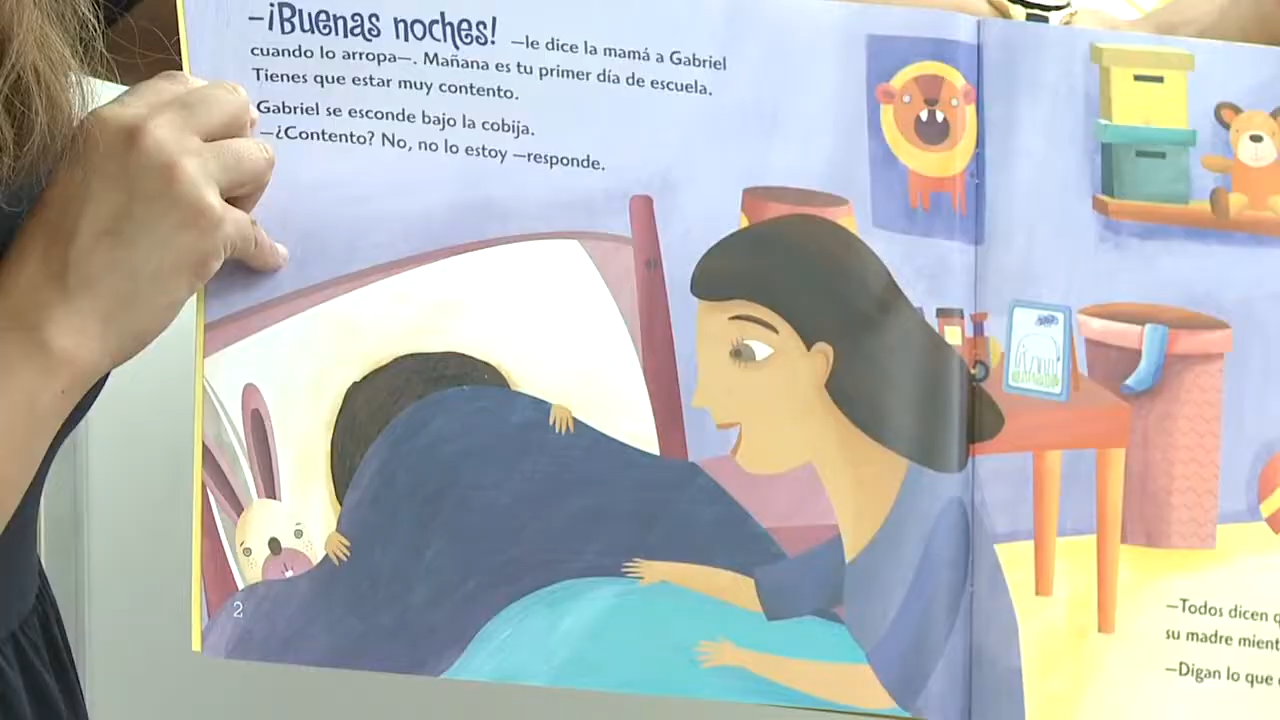 –¡Buenas noches! –le dice la mamá a Gabriel
cuando lo arropa–. Mañana es tu primer día de escuela.
Tienes que estar muy contento.
Gabriel se esconde bajo la cobija.
–¿Contento? No, no lo estoy –responde.
2
–Todos dicen
su madre
–Digan lo que